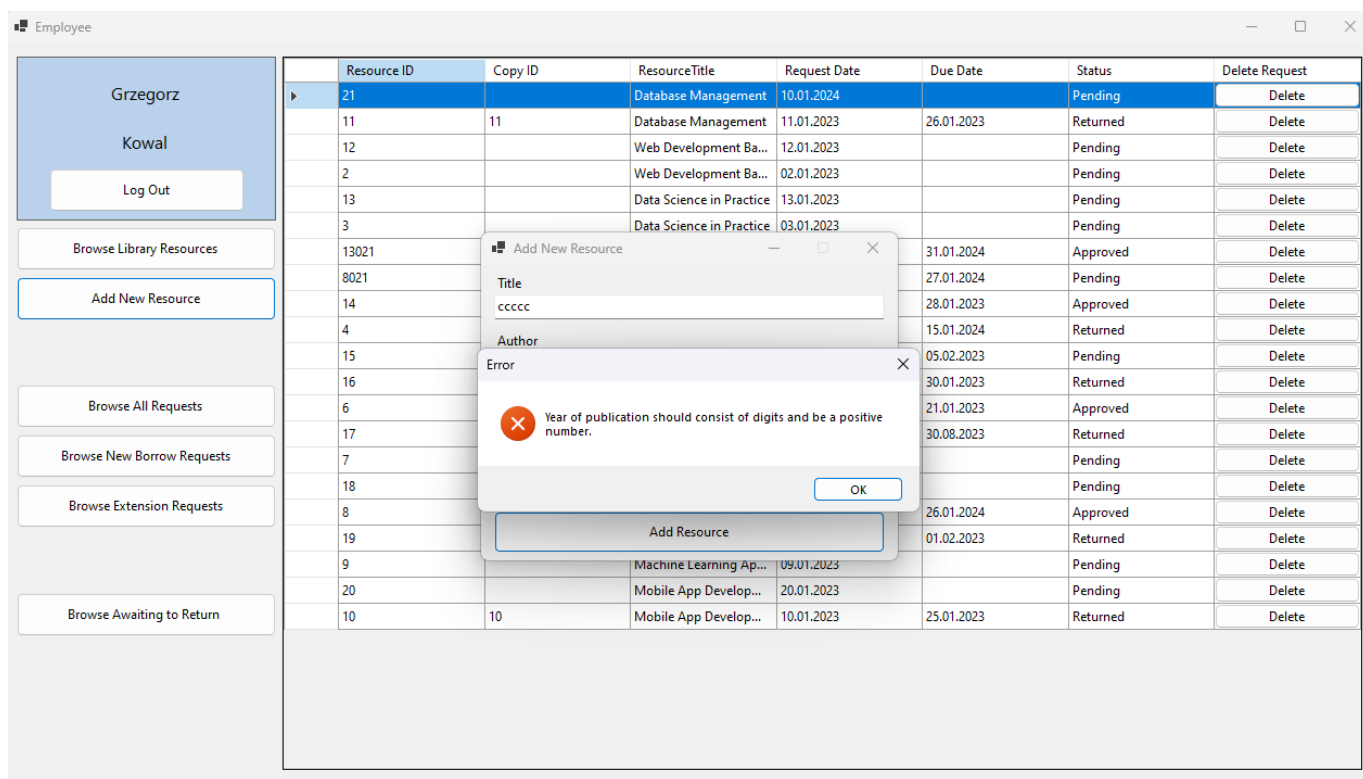 Employee
Grzegorz
Kowal
Log Out
Browse Library Resources
Add New Resource
Browse All Requests
Browse New Borrow Requests
Browse Extension Requests
Browse Awaiting to Return
Resource ID Copy ID ResourceTitle Request Date Due Date Status Delete Request
21 Database Management 10.01.2024 Pending Delete
11 11 Database Management 11.01.2023 26.01.2023 Returned Delete
12 Web Development Ba... 12.01.2023 Pending Delete
2 Web Development Ba... 02.01.2023 Pending Delete
13 Data Science in Practice 13.01.2023 Pending Delete
3 Data Science in Practice 03.01.2023 Pending Delete
13021 31.01.2024 Approved Delete
8021 27.01.2024 Pending Delete
14 28.01.2023 Approved Delete
4 15.01.2024 Returned Delete
15 05.02.2023 Pending Delete
16 30.01.2023 Returned Delete
6 21.01.2023 Approved Delete
17 30.08.2023 Returned Delete
7 Pending Delete
18 Pending Delete
8 26.01.2024 Approved Delete
19 01.02.2023 Returned Delete
9 Machine Learning Ap... 09.01.2023 Pending Delete
20 Mobile App Develop... 20.01.2023 Pending Delete
10 10 Mobile App Develop... 10.01.2023 25.01.2023 Returned Delete
Add New Resource
Title
ccccc
Author
Error
Year of publication should consist of digits and be a positive
number.
OK
Add Resource